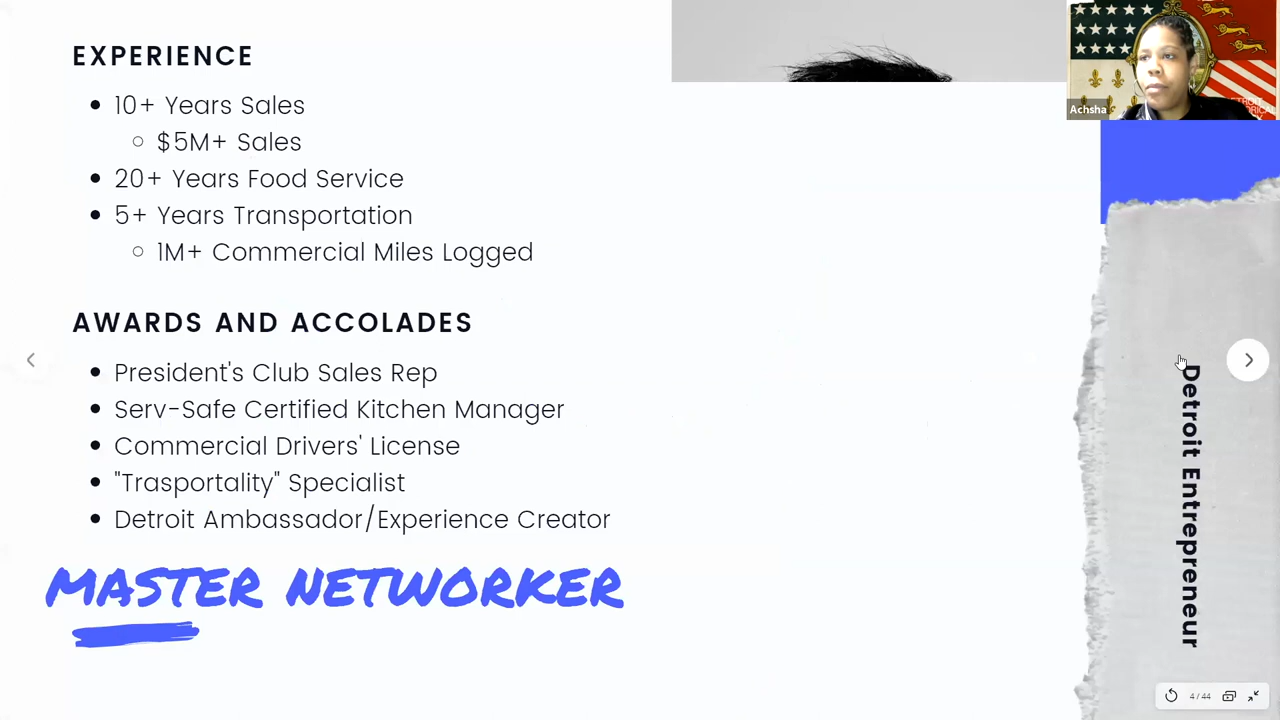 EXPERIENCE
10+ Years Sales
$5M+ Sales
20+ Years Food Service
5+ Years Transportation
1M+ Commercial Miles Logged
AWARDS AND ACCOLADES
President's Club Sales Rep
Serv-Safe Certified Kitchen Manager
Commercial Drivers' License
"Trasportality" Specialist
Detroit Ambassador/Experience Creator
MASTER NETWORKER
Achsha
Detroit Entrepreneur
4 / 44